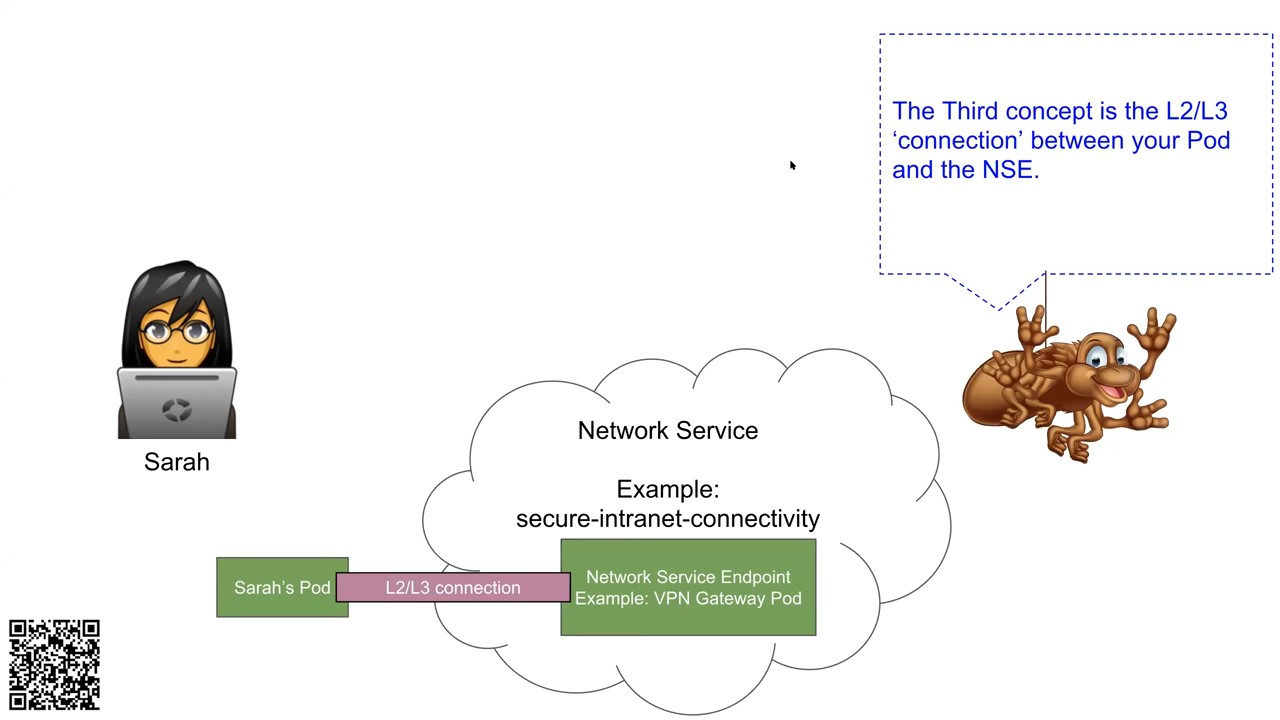 The Third concept is the L2/L3
‘connection’ between your Pod
and the NSE.
Sarah
Network Service
Example:
secure-intranet-connectivity
Sarah’s Pod
L2/L3 connection
Network Service Endpoint
Example: VPN Gateway Pod